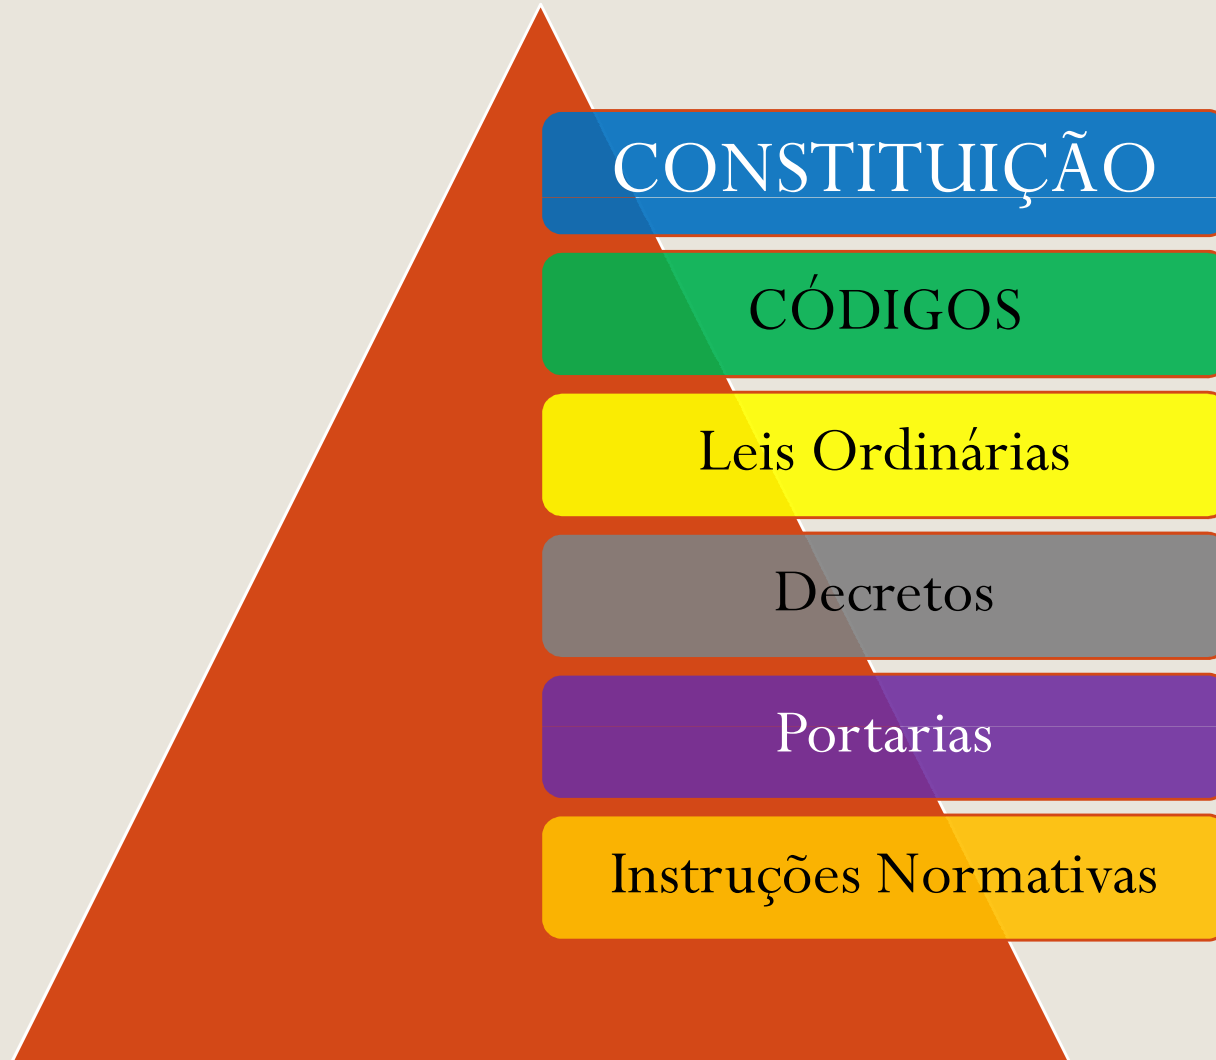 CONSTITUIÇÃO
CÓDIGOS
Leis Ordinárias
Decretos
Portarias
Instruções Normativas